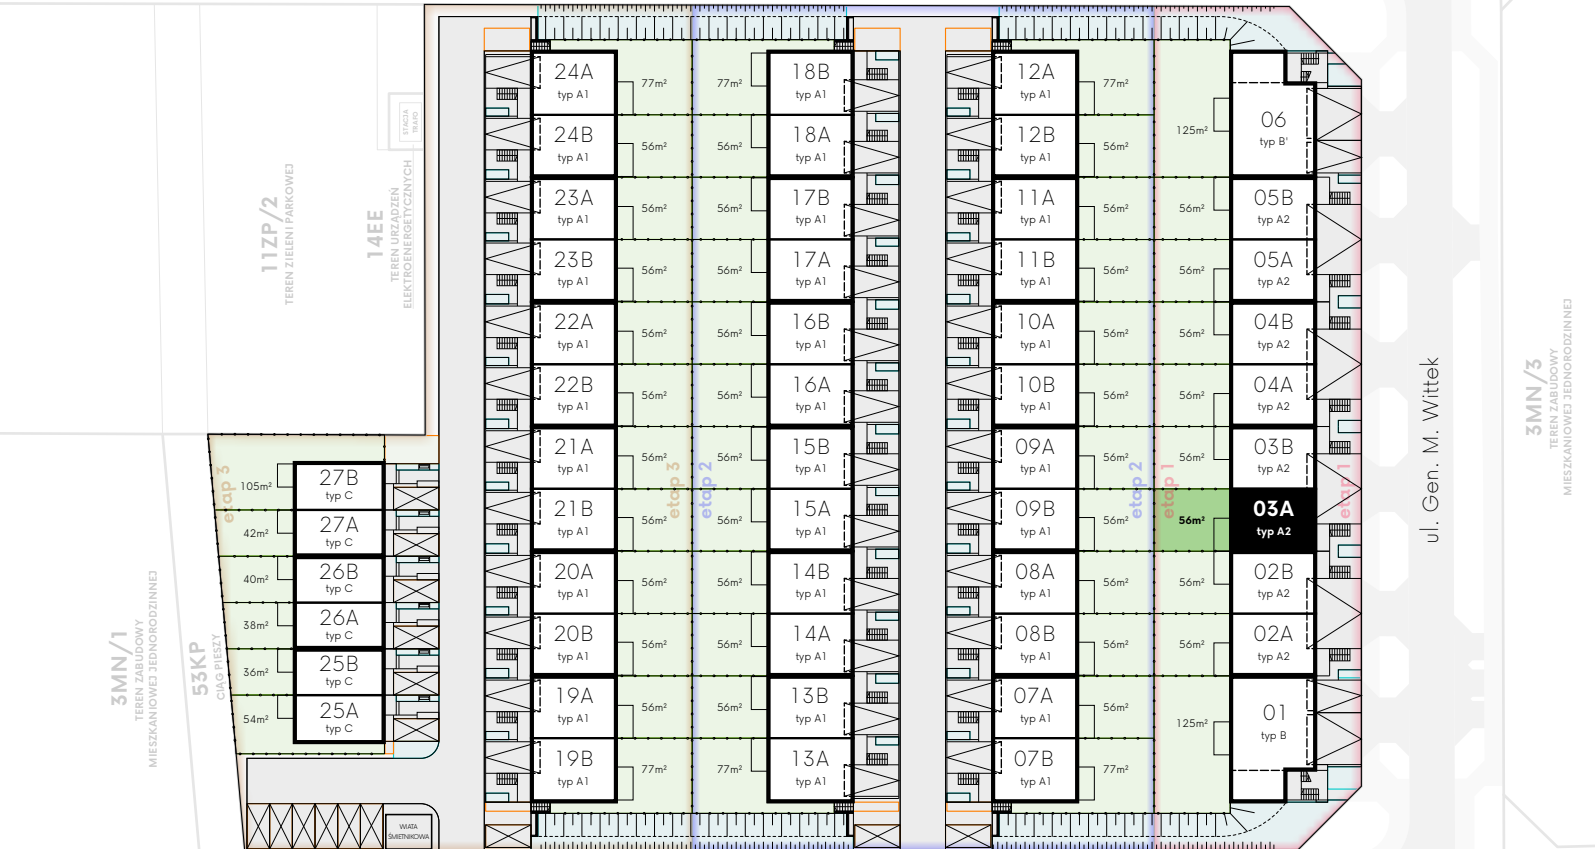 24A
typ A1
77m²
24B
typ A1
56m²
23A
typ A1
56m²
23B
typ A1
56m²
22A
typ A1
56m²
22B
typ A1
56m²
21A
typ A1
56m²
21B
typ A1
56m²
20A
typ A1
56m²
20B
typ A1
56m²
19A
typ A1
56m²
19B
typ A1
77m²
77m²
18B
typ A1
56m²
18A
typ A1
56m²
17B
typ A1
56m²
17A
typ A1
56m²
16B
typ A1
56m²
16A
typ A1
56m²
15B
typ A1
56m²
15A
typ A1
56m²
14B
typ A1
56m²
14A
typ A1
56m²
13B
typ A1
77m²
13A
typ A1
12A
typ A1
77m²
12B
typ A1
56m²
11A
typ A1
56m²
11B
typ A1
56m²
10A
typ A1
56m²
10B
typ A1
56m²
09A
typ A1
56m²
09B
typ A1
56m²
08A
typ A1
56m²
08B
typ A1
56m²
07A
typ A1
56m²
07B
typ A1
77m²
125m²
06
typ B'
56m²
05B
typ A2
56m²
05A
typ A2
56m²
04B
typ A2
56m²
04A
typ A2
56m²
03B
typ A2
56m²
03A
typ A2
56m²
02B
typ A2
56m²
02A
typ A2
125m²
01
typ B
105m²
27B
typ C
42m²
27A
typ C
40m²
26B
typ C
38m²
26A
typ C
36m²
25B
typ C
54m²
25A
typ C
etap 3
etap 3
etap 2
etap 2
etap 1
etap 1
ul. Gen. M. Wittek
11ZP/2
TEREN ZIELENI PARKOWEJ
14EE
TEREN URZĄDZEŃ
ELEKTROENERGETYCZNYCH
STACJA
TRAFO
3MN/1
TEREN ZABUDOWY
MIESZKANIOWEJ JEDNORODZINNEJ
53KP
CIĄG PIESZY
3MN/3
TEREN ZABUDOWY
MIESZKANIOWEJ JEDNORODZINNEJ
WIATA
ŚMIETNIKOWA